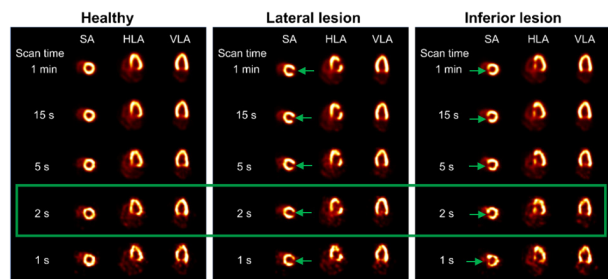 Healthy
Lateral lesion
Inferior lesion
SA HLA VLA
Scan time
1 min
15 s
5 s
2 s
1 s
SA HLA VLA
Scan time
1 min
15 s
5 s
2 s
1 s
SA HLA VLA
Scan time
1 min
15 s
5 s
2 s
1 s